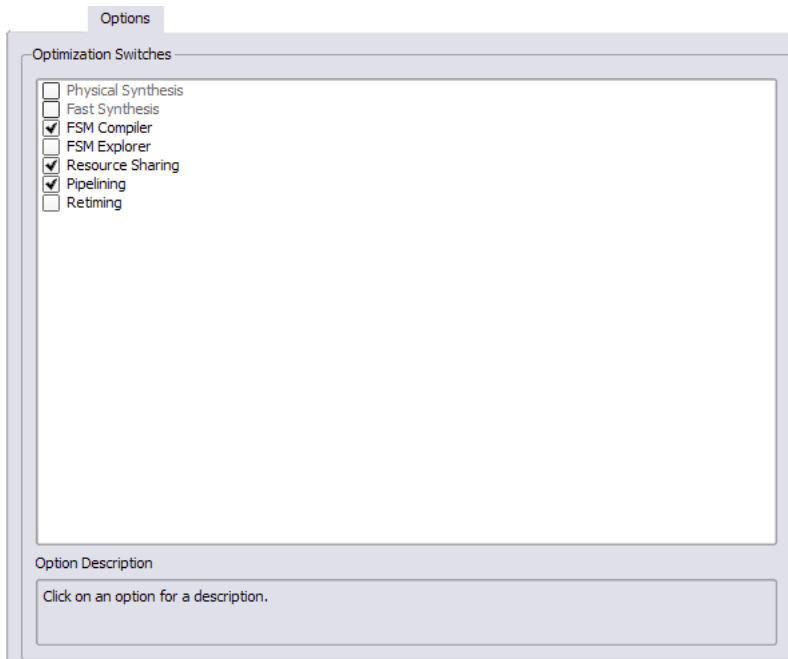 Options
Optimization Switches
Physical Synthesis
Fast Synthesis
FSM Compiler
FSM Explorer
Resource Sharing
Pipelining
Retiming
Option Description
Click on an option for a description.